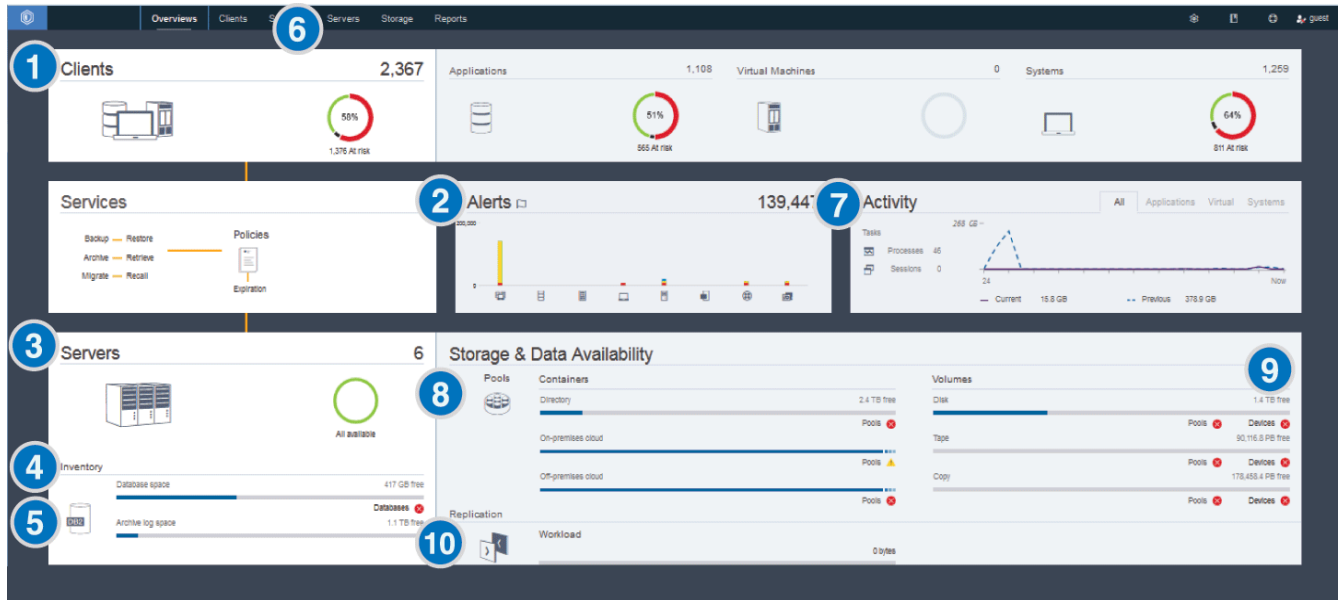 Overviews Clients S Servers Storage Reports guest
6
1 Clients 2,367
58%
1,376 At risk
Applications 1,108
51%
565 At risk
Virtual Machines 0
Systems 1,259
64%
811 At risk
Services
Backup Restore
Archive Retrieve
Migrate Recall
Policies
Expiration
2 Alerts 139,447
200,000
0
7 Activity
All Applications Virtual Systems
Tasks
Processes 46
Sessions 0
268 GB
24 Now
Current 15.8 GB Previous 378.9 GB
3 Servers 6
All available
4 Inventory
Database space 417 GB free
Databases
5 DB2
Archive log space 1.1 TB free
Storage & Data Availability
8 Pools
Containers
Directory 2.4 TB free
Pools
On-premises cloud
Pools
Off-premises cloud
Pools
Volumes
9
Disk 1.4 TB free
Pools Devices
Tape 90,116.8 PB free
Pools Devices
Copy 178,458.4 PB free
Pools Devices
Replication
10 Workload
0 bytes